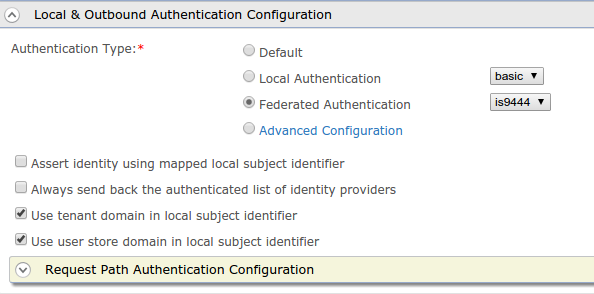 Local & Outbound Authentication Configuration
Authentication Type:*
Default
Local Authentication basic
Federated Authentication is9444
Advanced Configuration
Assert identity using mapped local subject identifier
Always send back the authenticated list of identity providers
Use tenant domain in local subject identifier
Use user store domain in local subject identifier
Request Path Authentication Configuration